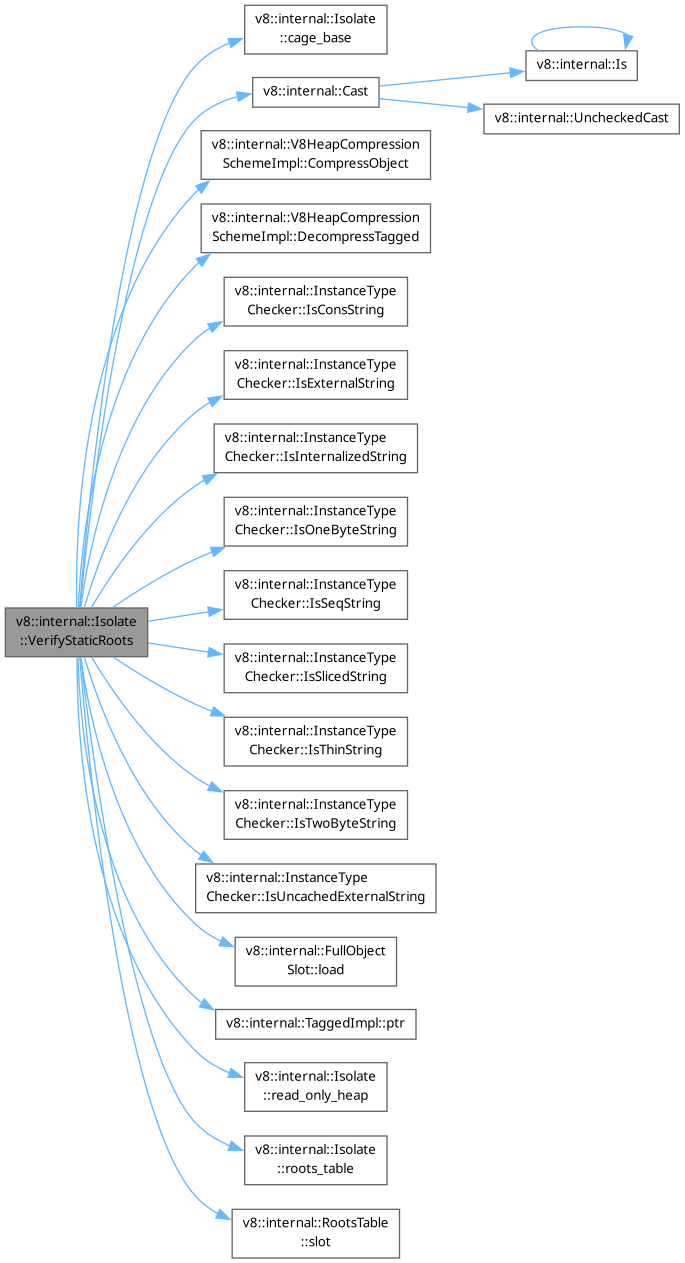 v8::internal::Isolate
::cage_base
v8::internal::Is
v8::internal::Cast
v8::internal::UncheckedCast
v8::internal::V8HeapCompression
SchemeImpl::CompressObject
v8::internal::V8HeapCompression
SchemeImpl::DecompressTagged
v8::internal::InstanceType
Checker::IsConsString
v8::internal::InstanceType
Checker::IsExternalString
v8::internal::InstanceType
Checker::IsInternalizedString
v8::internal::InstanceType
Checker::IsOneByteString
v8::internal::InstanceType
Checker::IsSeqString
v8::internal::Isolate
::VerifyStaticRoots
v8::internal::InstanceType
Checker::IsSlicedString
v8::internal::InstanceType
Checker::IsThinString
v8::internal::InstanceType
Checker::IsTwoByteString
v8::internal::InstanceType
Checker::IsUncachedExternalString
v8::internal::FullObject
Slot::load
v8::internal::TaggedImpl::ptr
v8::internal::Isolate
::read_only_heap
v8::internal::Isolate
::roots_table
v8::internal::RootsTable
::slot